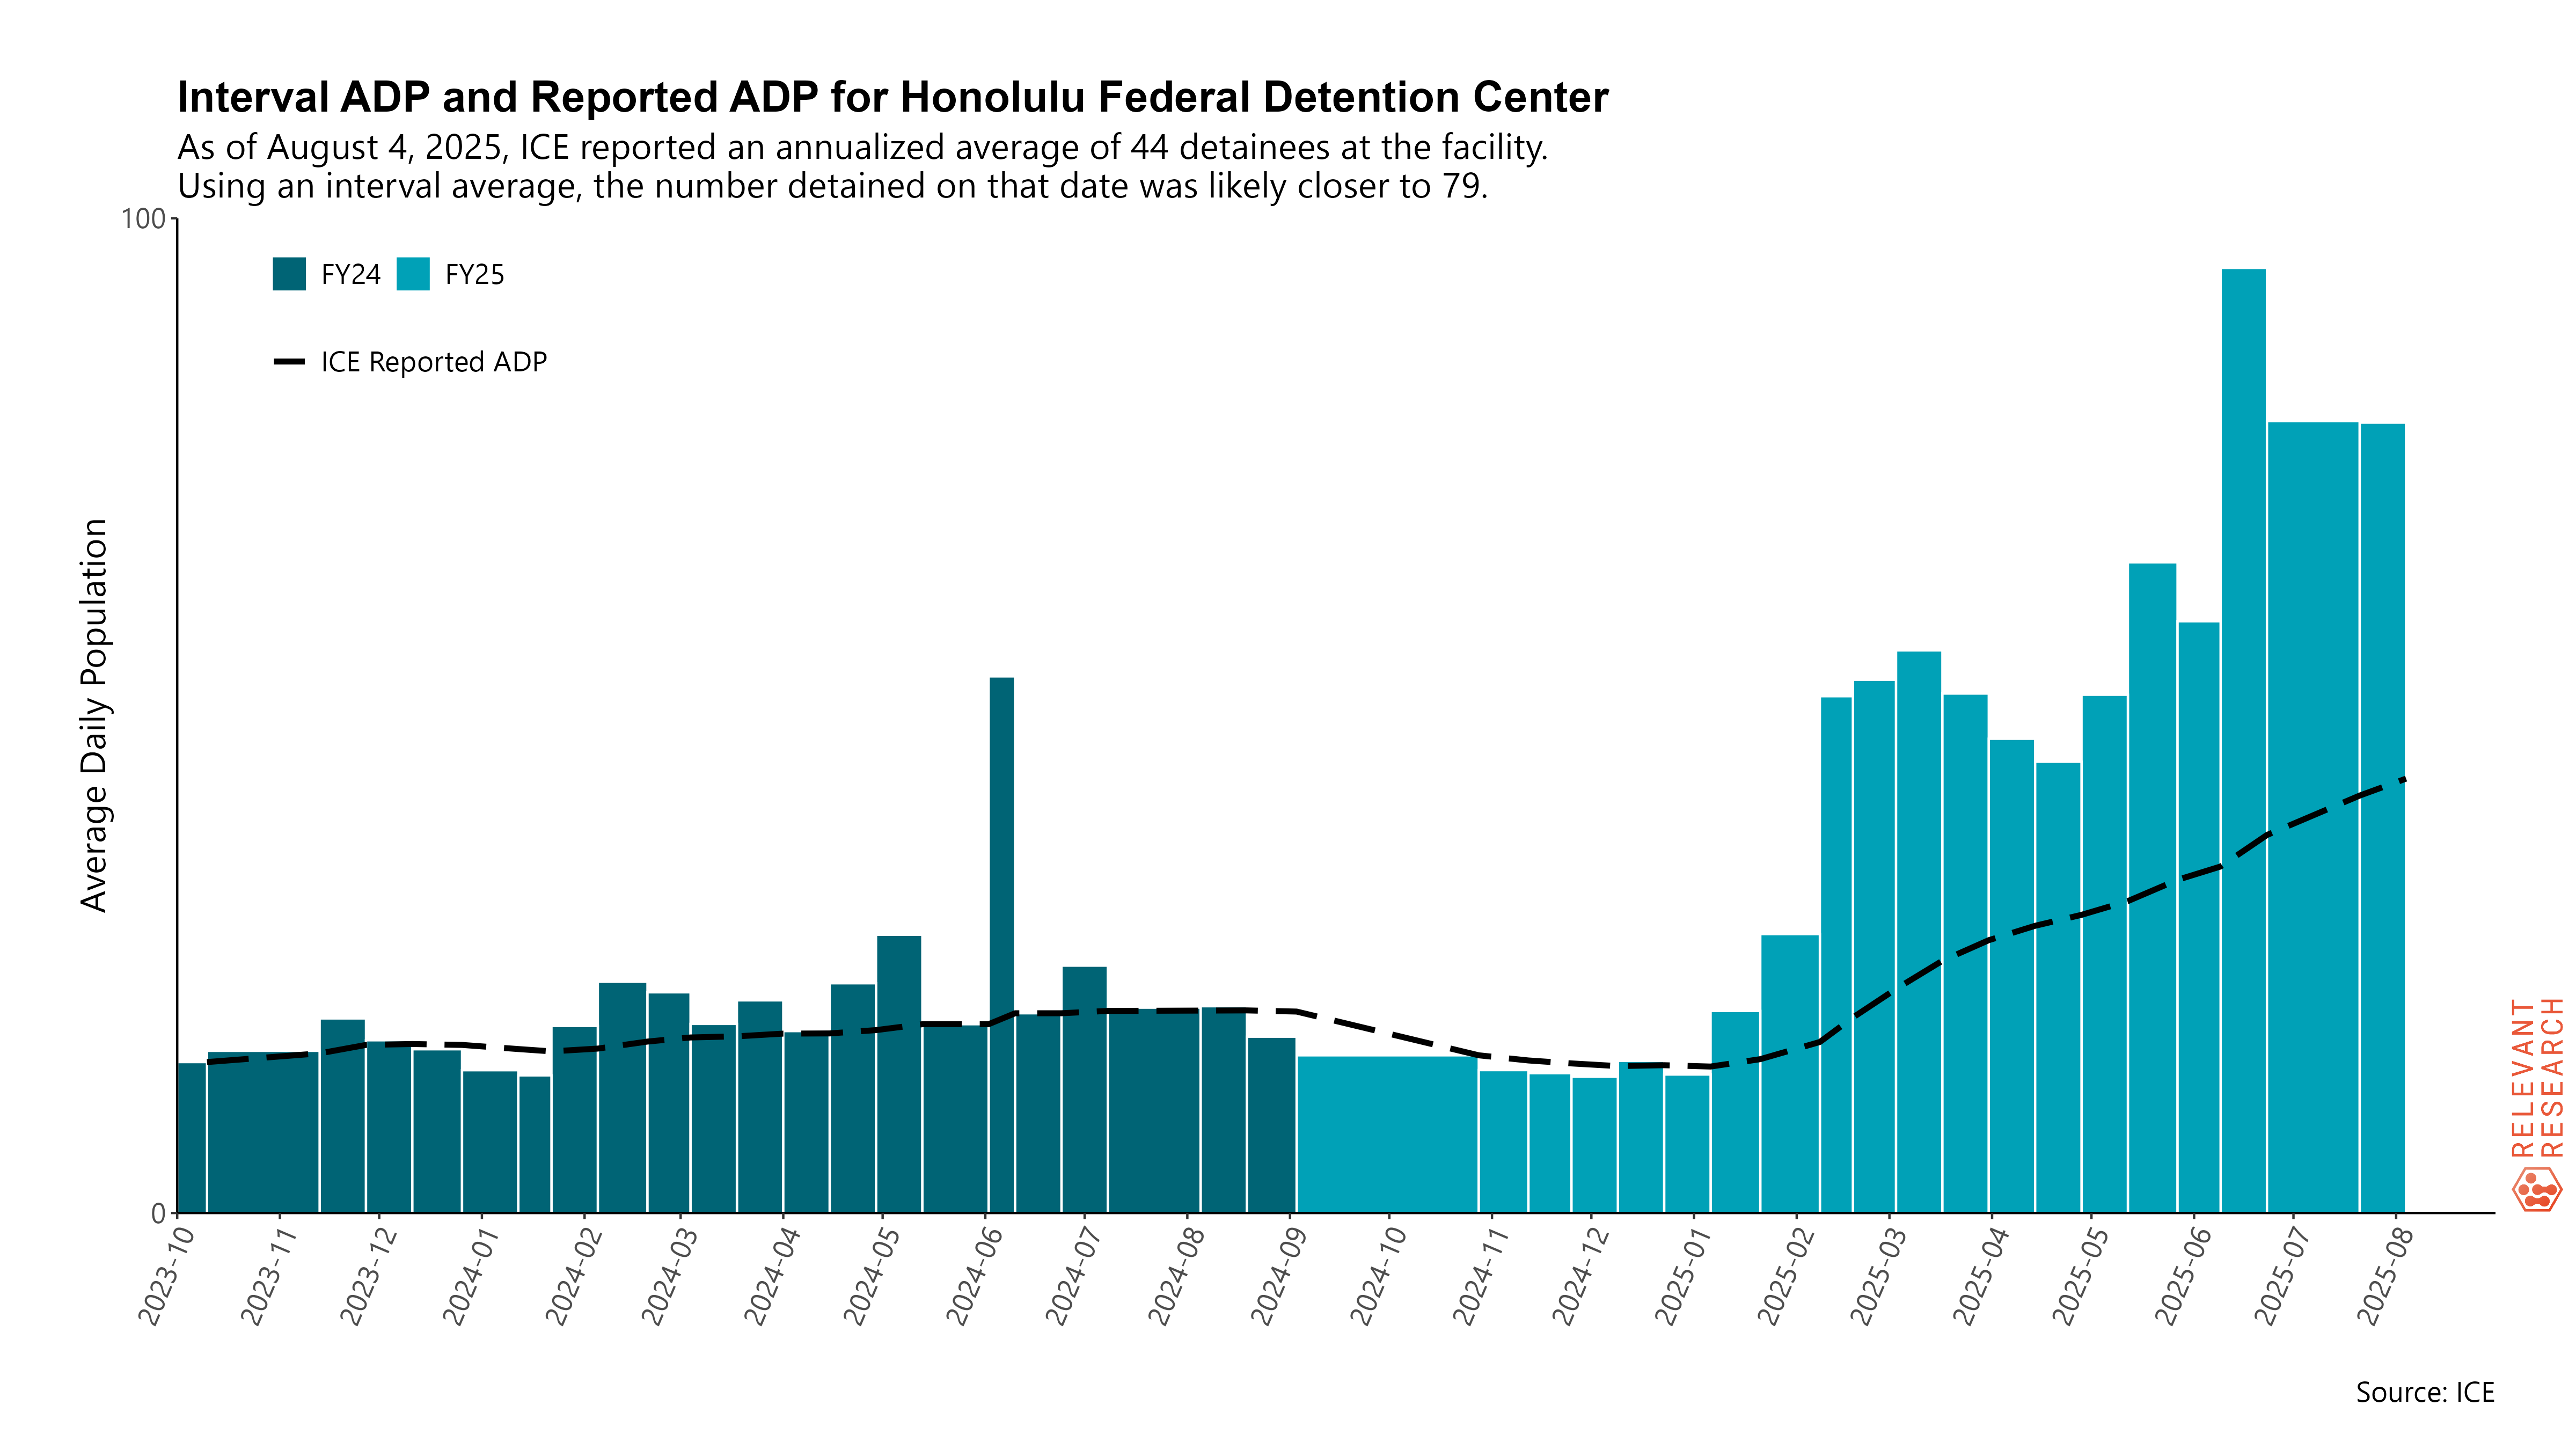 Interval ADP and Reported ADP for Honolulu Federal Detention Center
As of August 4, 2025, ICE reported an annualized average of 44 detainees at the facility.
Using an interval average, the number detained on that date was likely closer to 79.
100
FY24 FY25
ICE Reported ADP
Average Daily Population
0
2023-10
2023-11
2023-12
2024-01
2024-02
2024-03
2024-04
2024-05
2024-06
2024-07
2024-08
2024-09
2024-10
2024-11
2024-12
2025-01
2025-02
2025-03
2025-04
2025-05
2025-06
2025-07
2025-08
RELEVANT
RESEARCH
Source: ICE